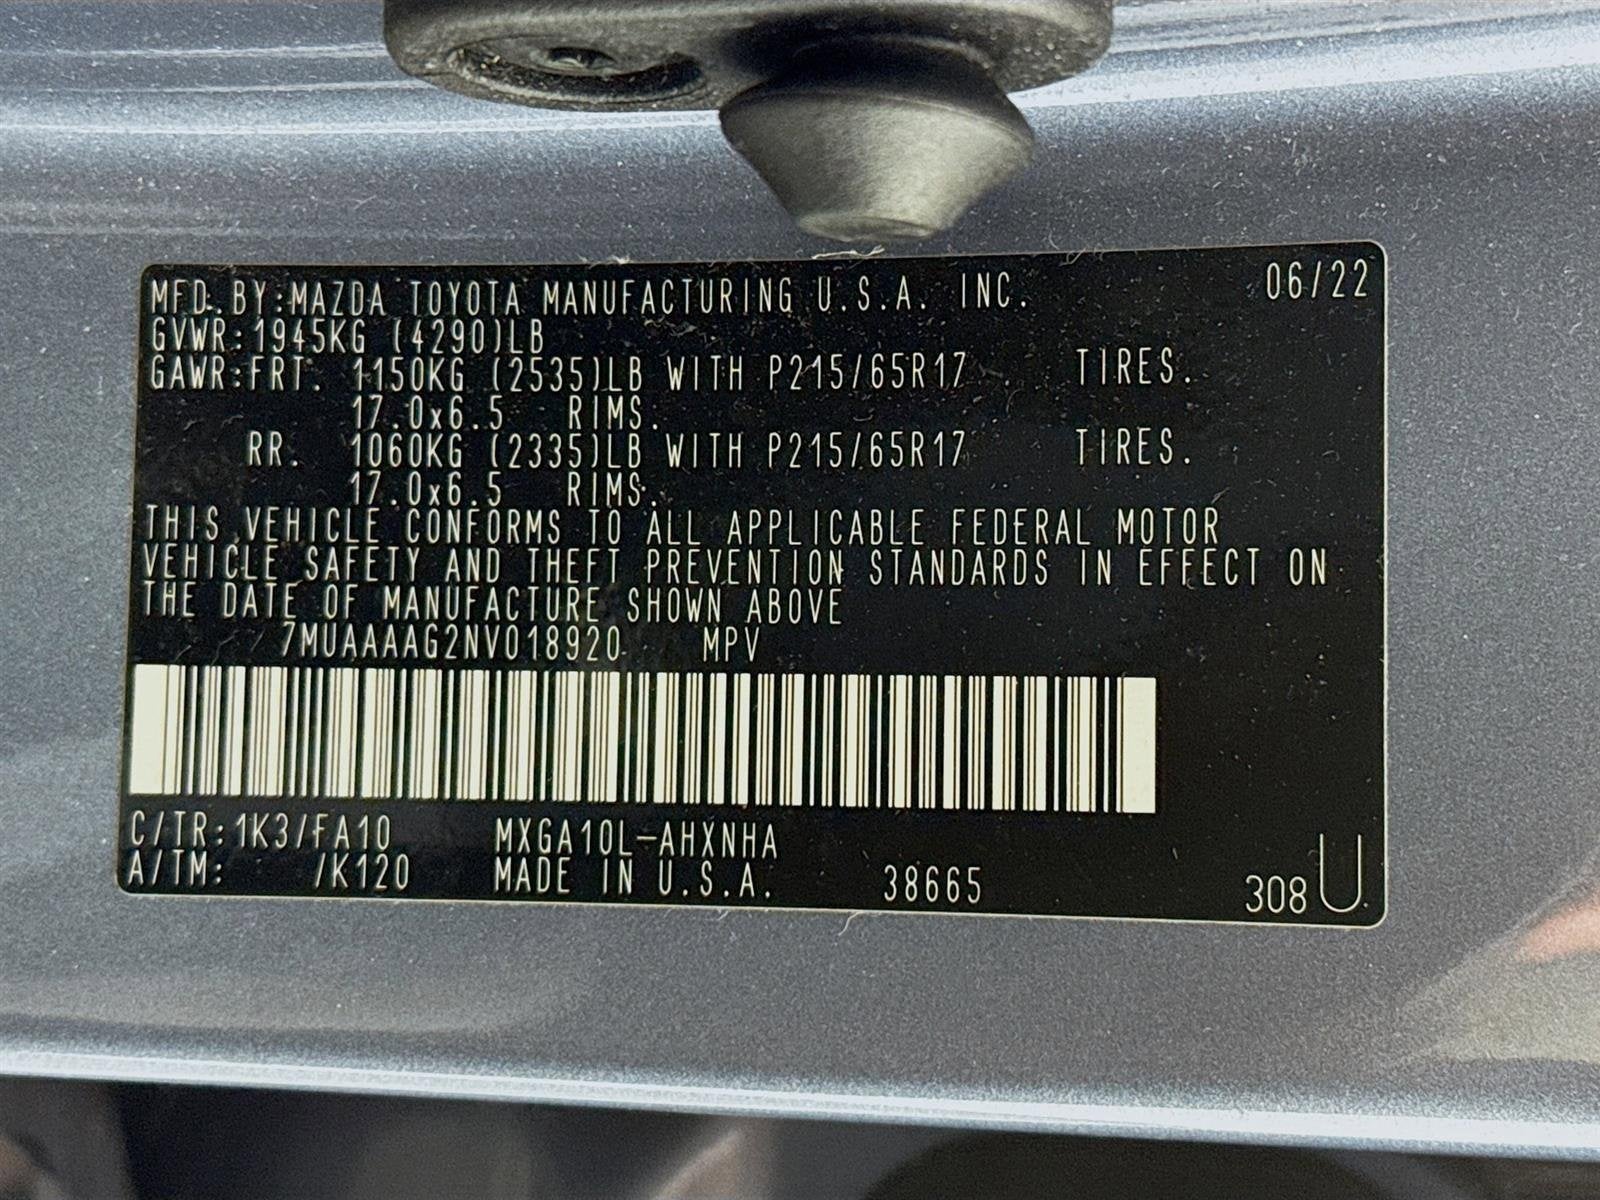 MFD. BY:MAZDA TOYOTA MANUFACTURING U.S.A. INC. 06/22
GVWR:1945KG (4290)LB
GAWR:FRT. 1150KG (2535)LB WITH P215/65R17 TIRES.
17.0x6.5 RIMS.
RR. 1060KG (2335)LB WITH P215/65R17 TIRES.
17.0x6.5 RIMS.
THIS VEHICLE CONFORMS TO ALL APPLICABLE FEDERAL MOTOR
VEHICLE SAFETY AND THEFT PREVENTION STANDARDS IN EFFECT ON
THE DATE OF MANUFACTURE SHOWN ABOVE
7MUAAAAG2NV018920 MPV
C/TR:1K3/FA10 MXGA10L-AHXNHA
A/TM: /K120 MADE IN U.S.A. 38665 308 U